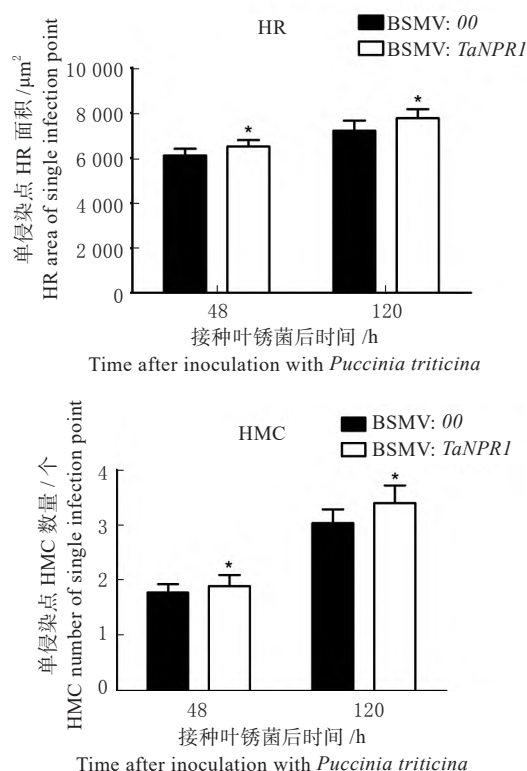 HR
BSMV: 00
BSMV: TaNPR1
单侵染点 HR 面积 /μm²
HR area of single infection point
10 000
8 000
6 000
4 000
2 000
0
*
*
48
120
接种叶锈菌后时间 /h
Time after inoculation with Puccinia triticina
HMC
BSMV: 00
BSMV: TaNPR1
单侵染点 HMC 数量 / 个
HMC number of single infection point
4
3
2
1
0
*
*
48
120
接种叶锈菌后时间 /h
Time after inoculation with Puccinia triticina